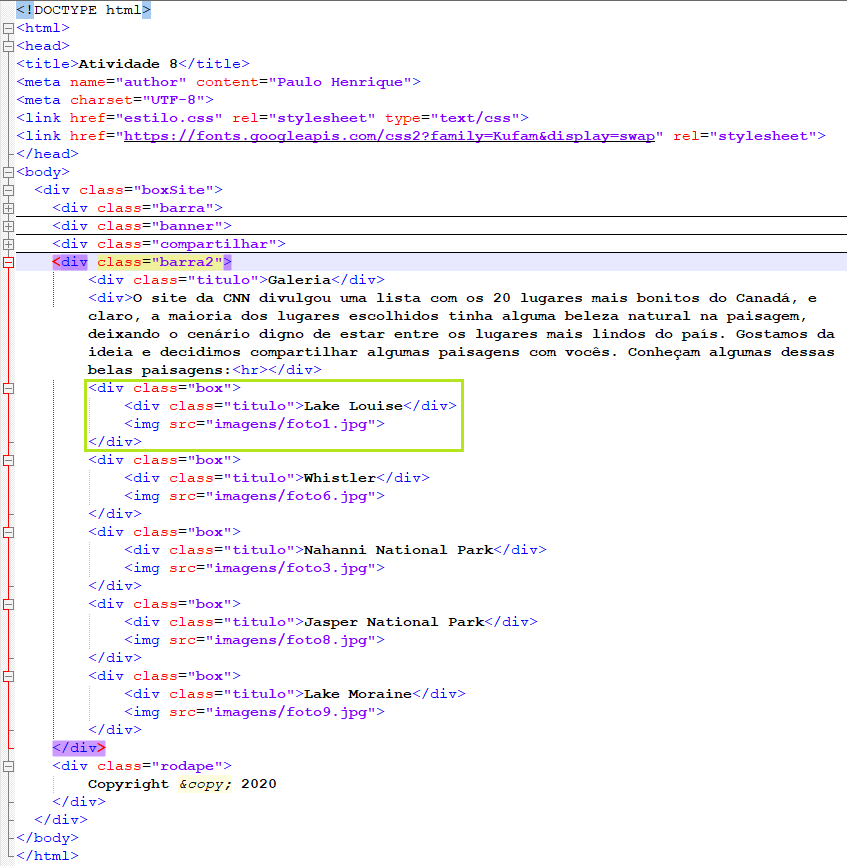 <!DOCTYPE html>
<html>
<head>
<title>Atividade 8</title>
<meta name="author" content="Paulo Henrique">
<meta charset="UTF-8">
<link href="estilo.css" rel="stylesheet" type="text/css">
<link href="https://fonts.googleapis.com/css2?family=Kufam&display=swap" rel="stylesheet">
</head>
<body>
<div class="boxSite">
<div class="barra">
<div class="banner">
<div class="compartilhar">
<div class="barra2">
<div class="titulo">Galeria</div>
<div>O site da CNN divulgou uma lista com os 20 lugares mais bonitos do Canadá, e
claro, a maioria dos lugares escolhidos tinha alguma beleza natural na paisagem,
deixando o cenário digno de estar entre os lugares mais lindos do país. Gostamos da
ideia e decidimos compartilhar algumas paisagens com vocês. Conheçam algumas dessas
belas paisagens:<hr></div>
<div class="box">
<div class="titulo">Lake Louise</div>
<img src="imagens/foto1.jpg">
</div>
<div class="box">
<div class="titulo">Whistler</div>
<img src="imagens/foto6.jpg">
</div>
<div class="box">
<div class="titulo">Nahanni National Park</div>
<img src="imagens/foto3.jpg">
</div>
<div class="box">
<div class="titulo">Jasper National Park</div>
<img src="imagens/foto8.jpg">
</div>
<div class="box">
<div class="titulo">Lake Moraine</div>
<img src="imagens/foto9.jpg">
</div>
</div>
<div class="rodape">
Copyright &copy; 2020
</div>
</div>
</body>
</html>